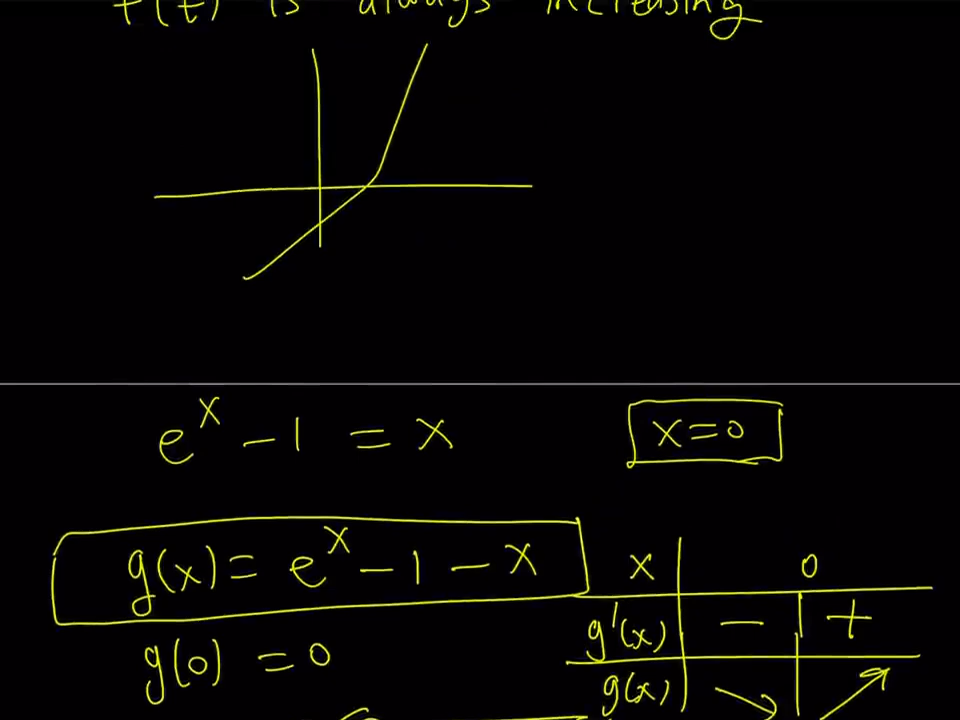 f(t) is always increasing
e^x - 1 = x
x = 0
g(x) = e^x - 1 - x
x 0
g'(x) - +
g(0) = 0
g(x) ↘ ↗